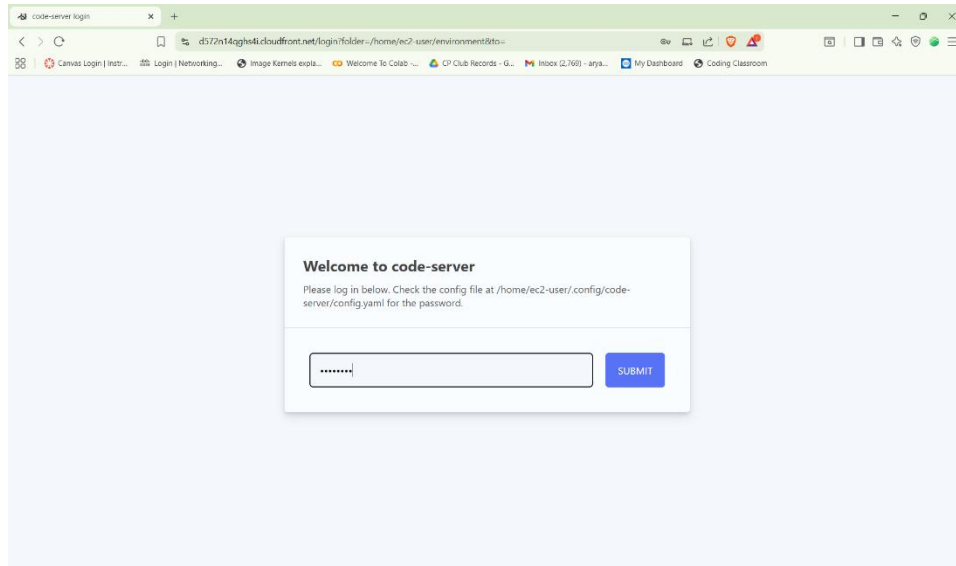 code-server login
d572n14qghs4i.cloudfront.net/login?folder=/home/ec2-user/environment&to=
Canvas Login | Instr... Login | Networking... Image Kernels expla... Welcome To Colab -... CP Club Records - G... Inbox (2,769) - arya... My Dashboard Coding Classroom
Welcome to code-server
Please log in below. Check the config file at /home/ec2-user/.config/code-
server/config.yaml for the password.
••••••••
SUBMIT